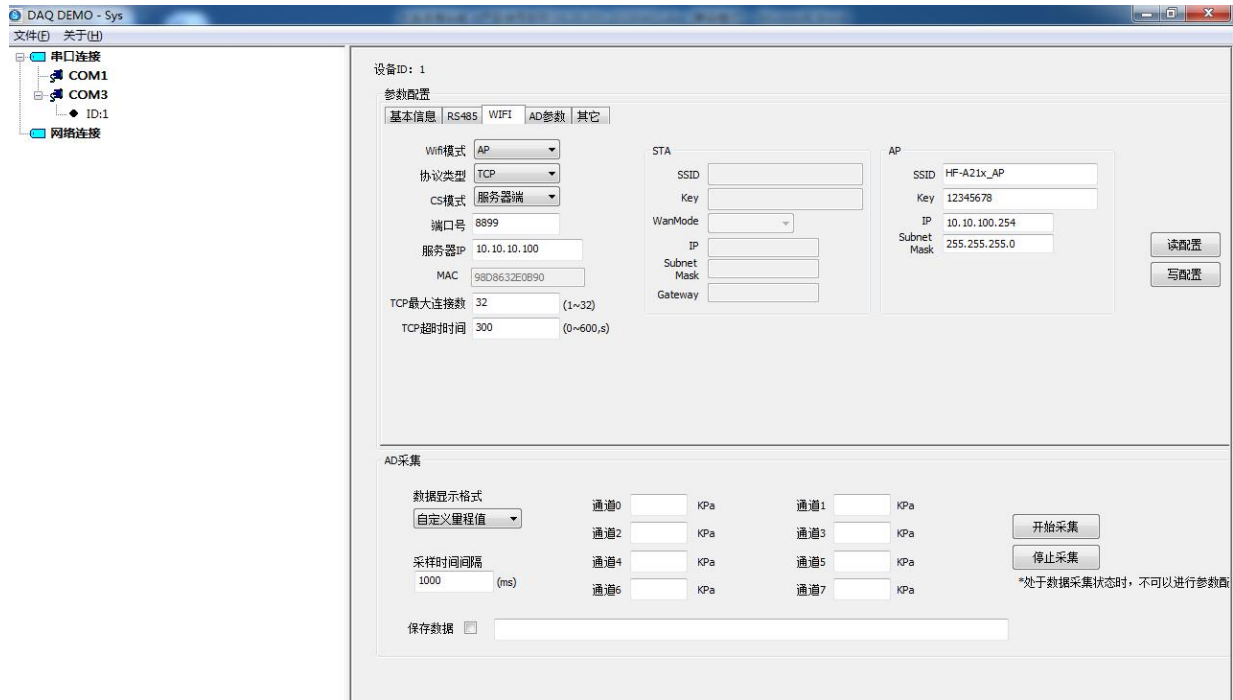 DAQ DEMO - Sys
文件(F) 关于(H)
串口连接
COM1
COM3
ID:1
网络连接
设备ID: 1
参数配置
基本信息 RS485 WIFI AD参数 其它
Wifi模式 AP
协议类型 TCP
CS模式 服务器端
端口号 8899
服务器IP 10.10.10.100
MAC 98D8632E0B90
TCP最大连接数 32 (1~32)
TCP超时时间 300 (0~600,s)
STA
SSID
Key
WanMode
IP
Subnet
Mask
Gateway
AP
SSID HF-A21x_AP
Key 12345678
IP 10.10.100.254
Subnet
Mask 255.255.255.0
读配置
写配置
AD采集
数据显示格式
自定义量程值
采样时间间隔
1000 (ms)
通道0 KPa 通道1 KPa
通道2 KPa 通道3 KPa
通道4 KPa 通道5 KPa
通道6 KPa 通道7 KPa
开始采集
停止采集
*处于数据采集状态时，不可以进行参数配
保存数据